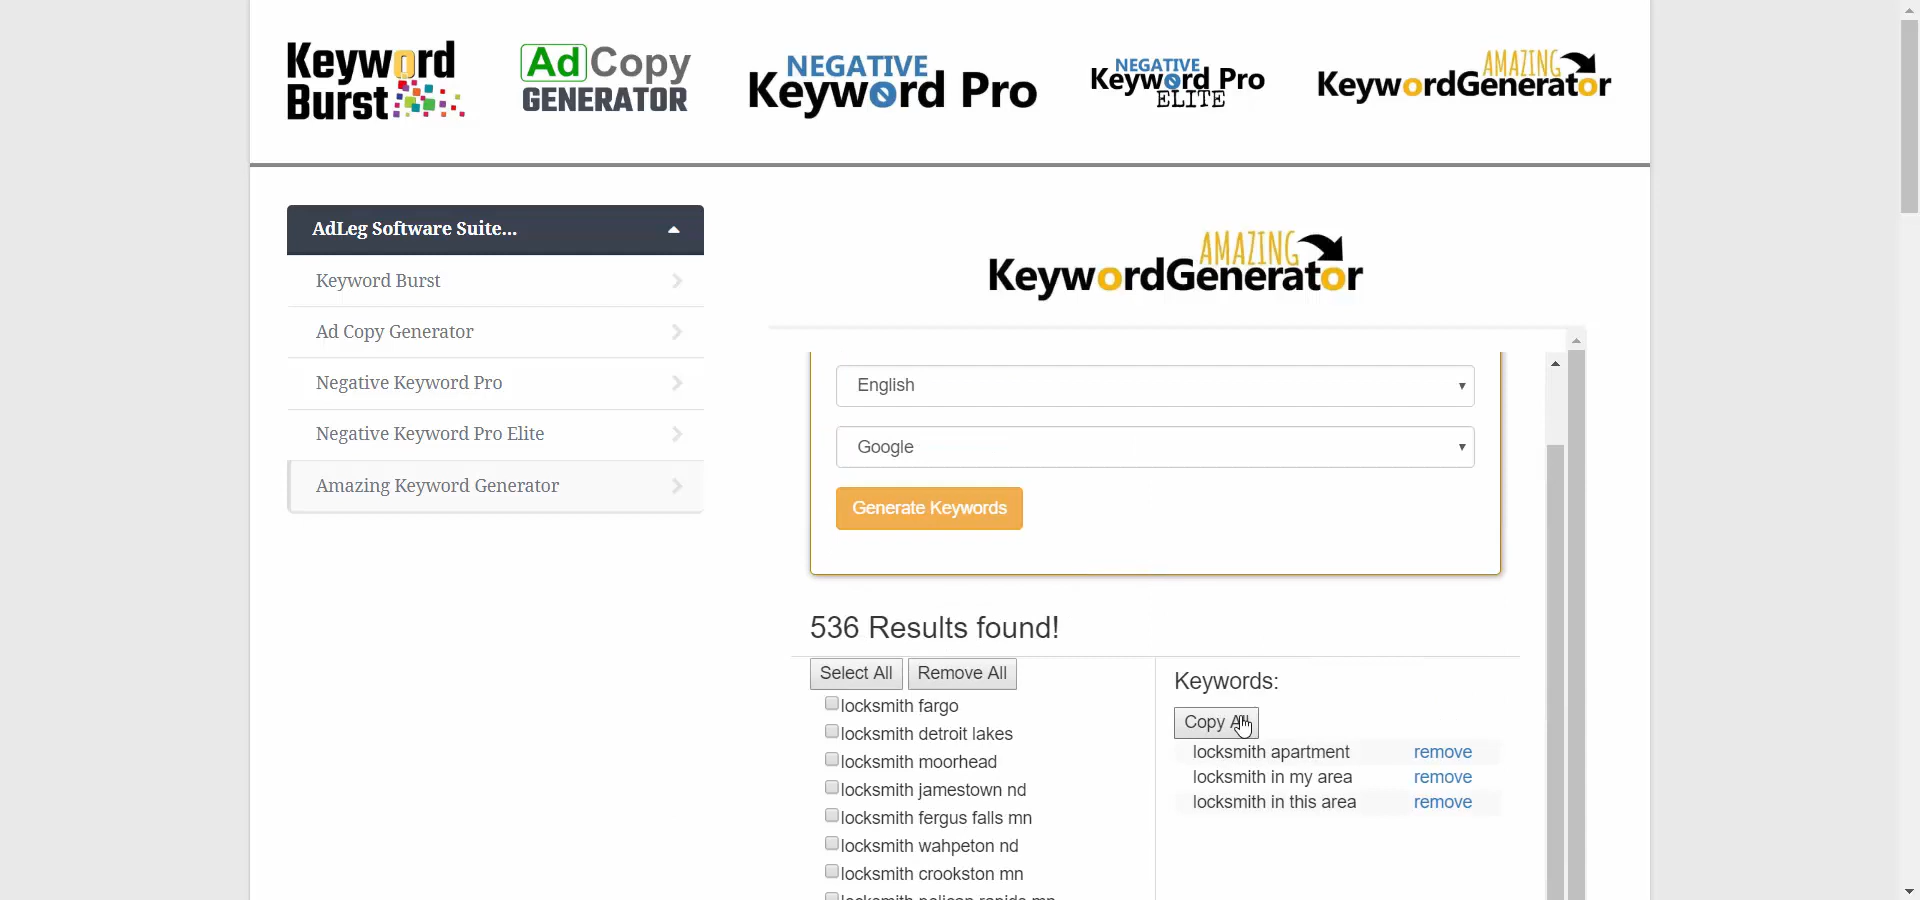 Keyword
Burst
Ad Copy
GENERATOR
NEGATIVE
Keyword Pro
NEGATIVE
Keyword Pro
ELITE
AMAZING
KeywordGenerator
AdLeg Software Suite...
Keyword Burst
Ad Copy Generator
Negative Keyword Pro
Negative Keyword Pro Elite
Amazing Keyword Generator
AMAZING
KeywordGenerator
English
Google
Generate Keywords
536 Results found!
Select All
Remove All
locksmith fargo
locksmith detroit lakes
locksmith moorhead
locksmith jamestown nd
locksmith fergus falls mn
locksmith wahpeton nd
locksmith crookston mn
locksmith pelican rapids mn
Keywords:
Copy All
locksmith apartment remove
locksmith in my area remove
locksmith in this area remove